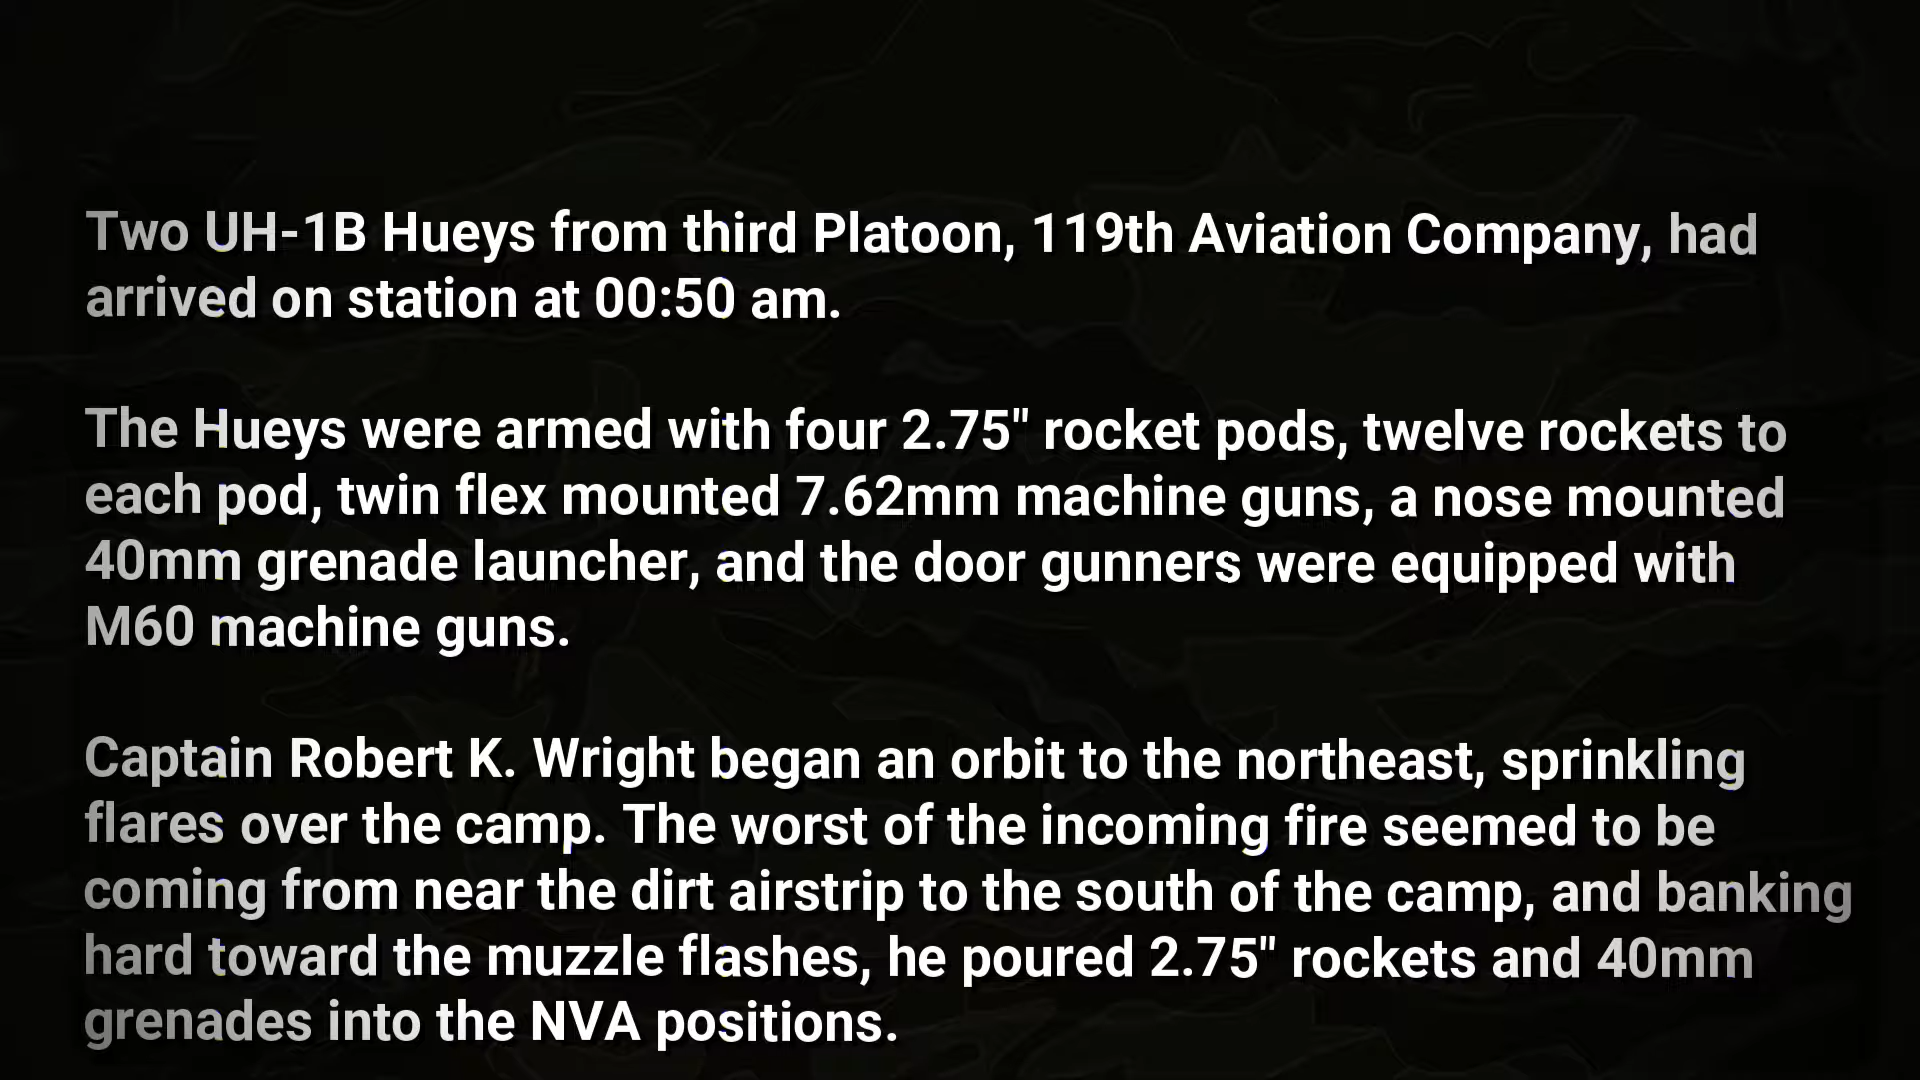 Two UH-1B Hueys from third Platoon, 119th Aviation Company, had
arrived on station at 00:50 am.
The Hueys were armed with four 2.75" rocket pods, twelve rockets to
each pod, twin flex mounted 7.62mm machine guns, a nose mounted
40mm grenade launcher, and the door gunners were equipped with
M60 machine guns.
Captain Robert K. Wright began an orbit to the northeast, sprinkling
flares over the camp. The worst of the incoming fire seemed to be
coming from near the dirt airstrip to the south of the camp, and banking
hard toward the muzzle flashes, he poured 2.75" rockets and 40mm
grenades into the NVA positions.